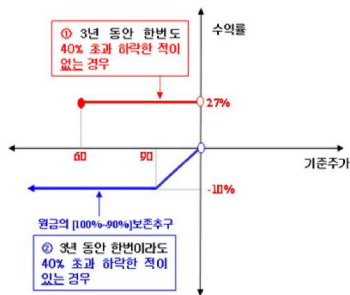 수익률
① 3년 동안 한번도
40% 초과 하락한 적이
없는 경우
27%
60
90
기준주가
-10%
원금의 [100%~90%]보존추구
② 3년 동안 한번이라도
40% 초과 하락한 적이
있는 경우